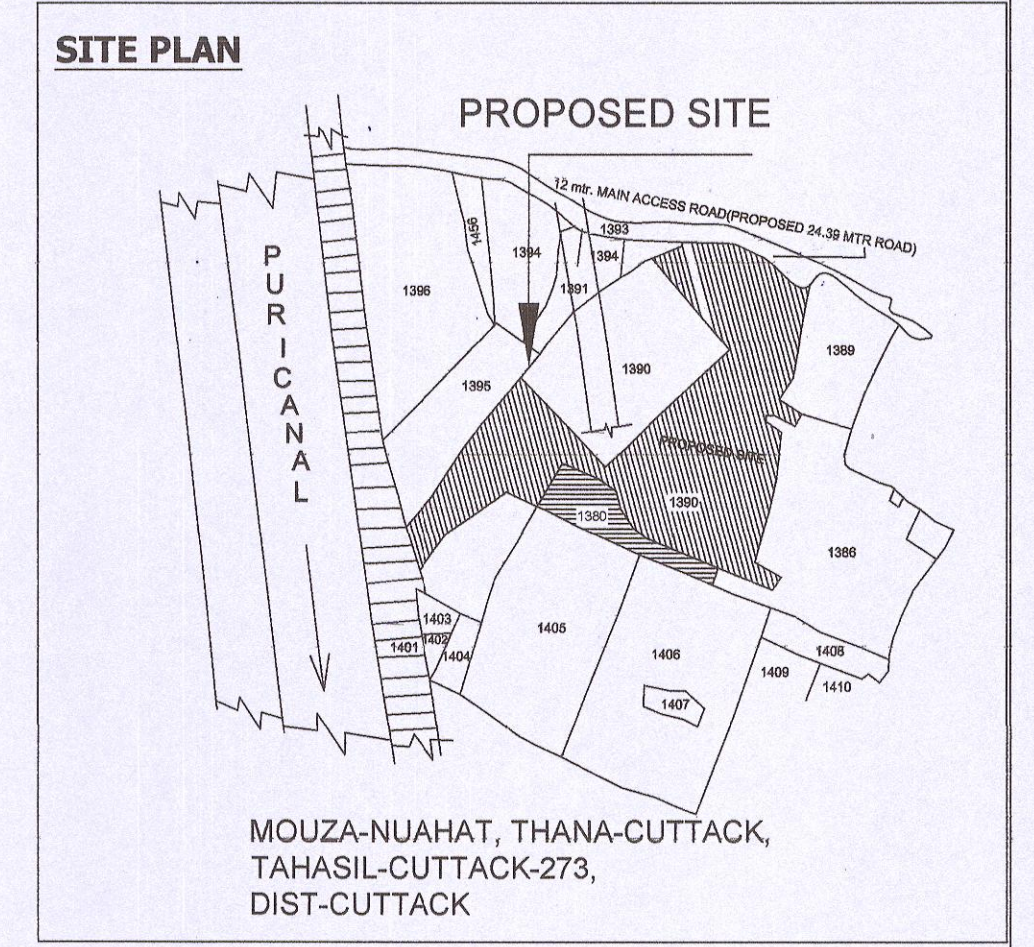 SITE PLAN
PROPOSED SITE
12 mtr. MAIN ACCESS ROAD(PROPOSED 24.39 MTR ROAD)
1456
1394
1393
1394
1391
1396
1389
1390
1395
PURI CANAL
PROPOSED SITE
1390
1380
1386
1403
1402
1401
1404
1405
1406
1407
1408
1409
1410
MOUZA-NUAHAT, THANA-CUTTACK,
TAHASIL-CUTTACK-273,
DIST-CUTTACK